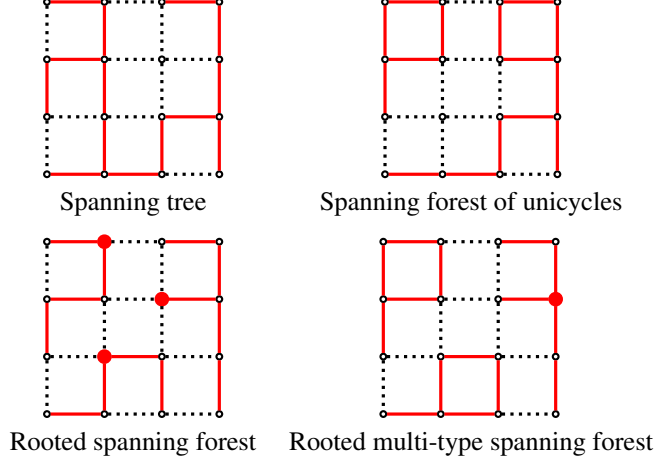 Spanning tree
Spanning forest of unicycles
Rooted spanning forest
Rooted multi-type spanning forest